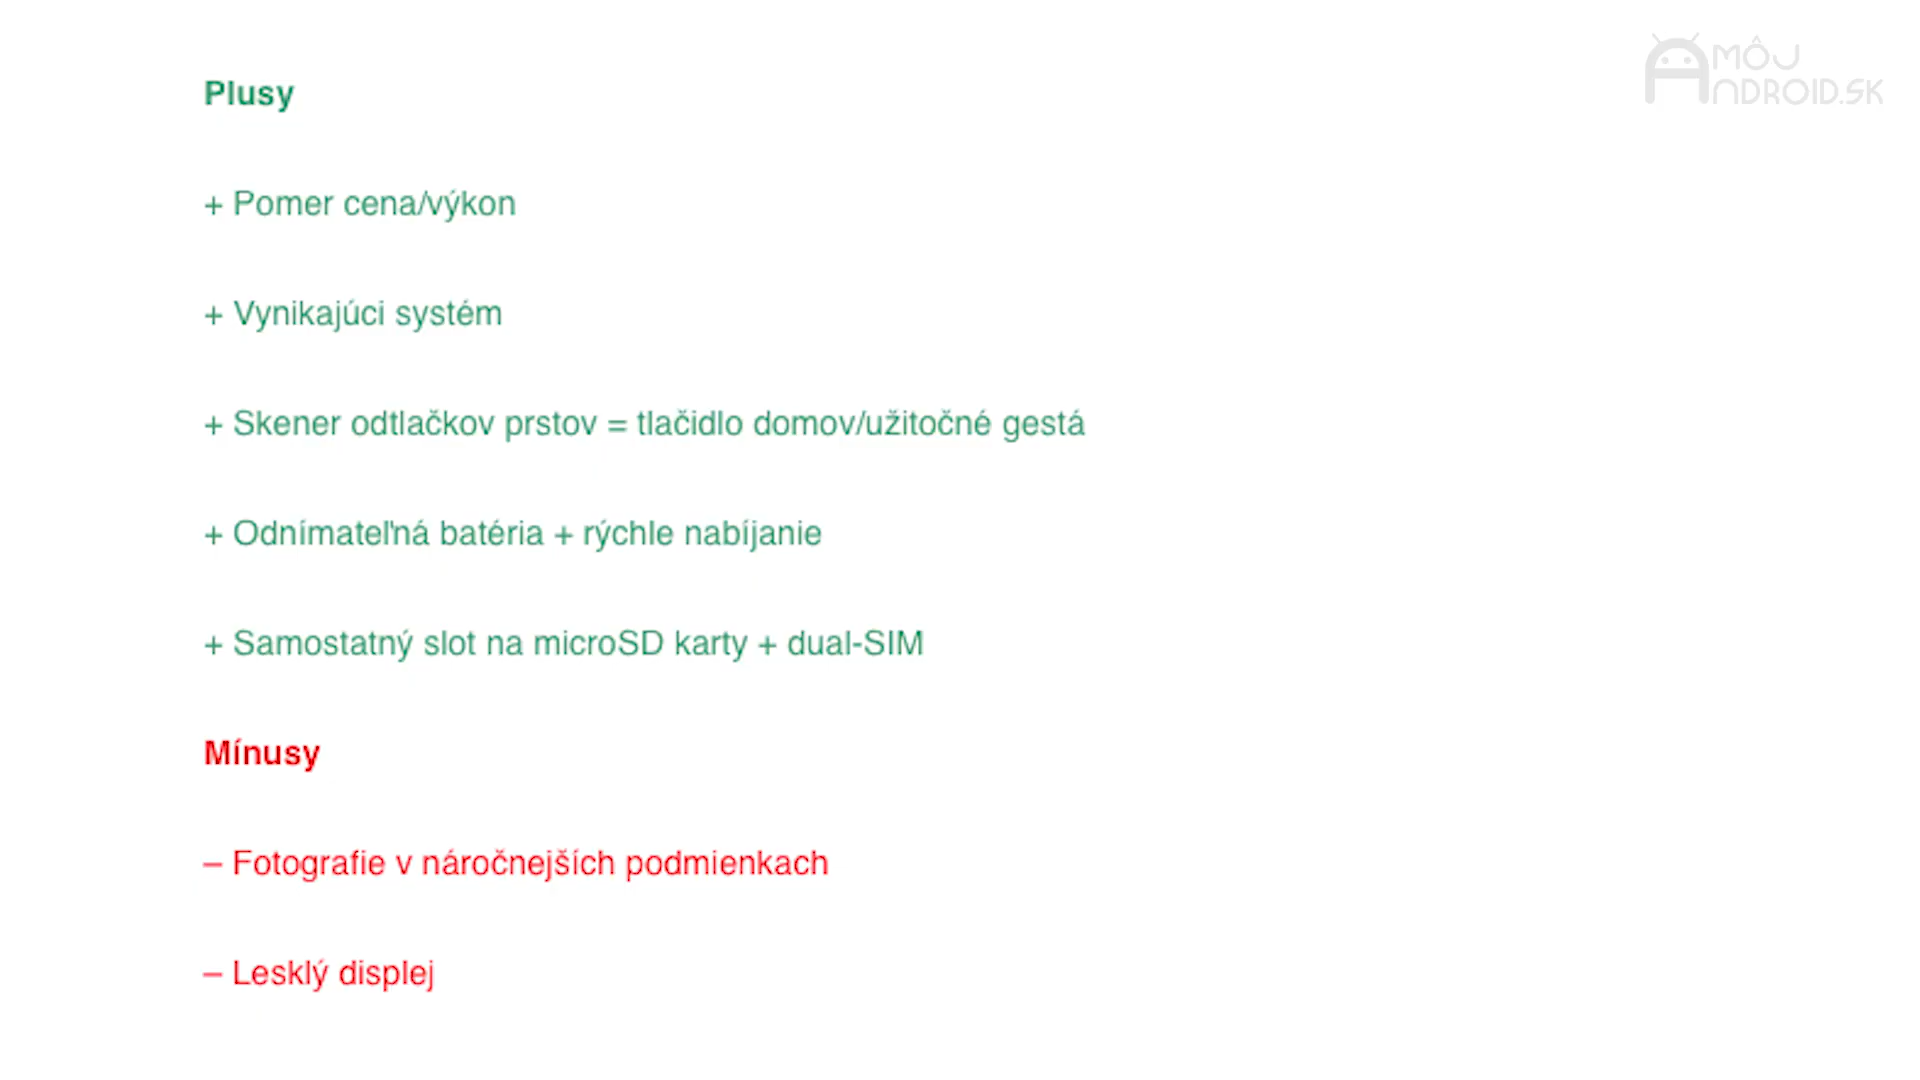 MÔJ
ANDROID.SK
Plusy
+ Pomer cena/výkon
+ Vynikajúci systém
+ Skener odtlačkov prstov = tlačidlo domov/užitočné gestá
+ Odnímateľná batéria + rýchle nabíjanie
+ Samostatný slot na microSD karty + dual-SIM
Mínusy
– Fotografie v náročnejších podmienkach
– Lesklý displej